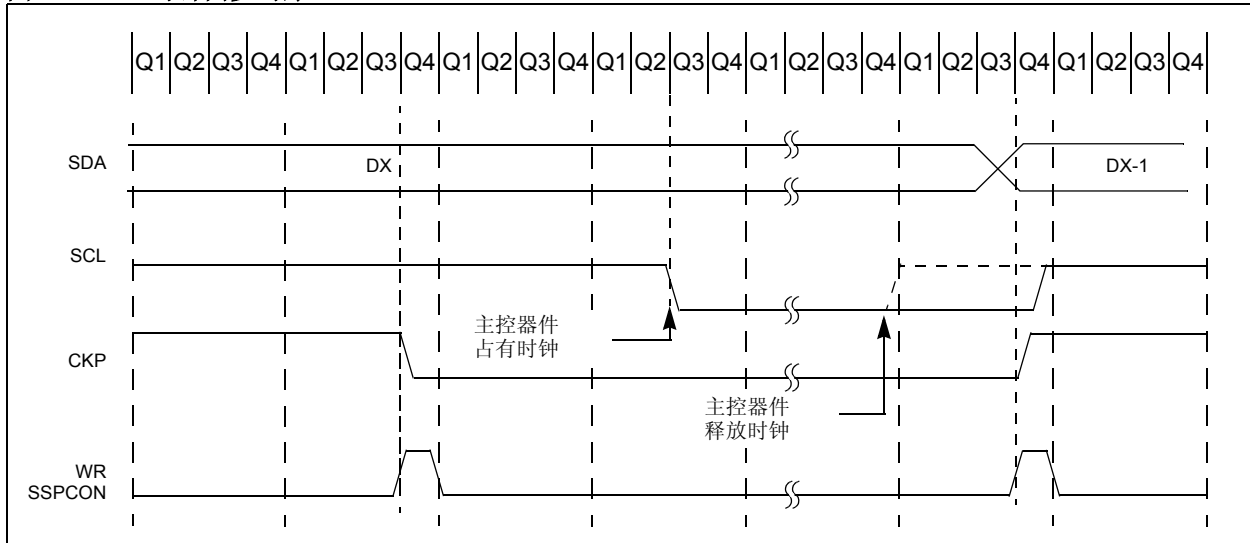 Q1 Q2 Q3 Q4 Q1 Q2 Q3 Q4 Q1 Q2 Q3 Q4 Q1 Q2 Q3 Q4 Q1 Q2 Q3 Q4 Q1 Q2 Q3 Q4 Q1 Q2 Q3 Q4
SDA
DX
DX-1
SCL
主控器件
占有时钟
CKP
主控器件
释放时钟
WR
SSPCON